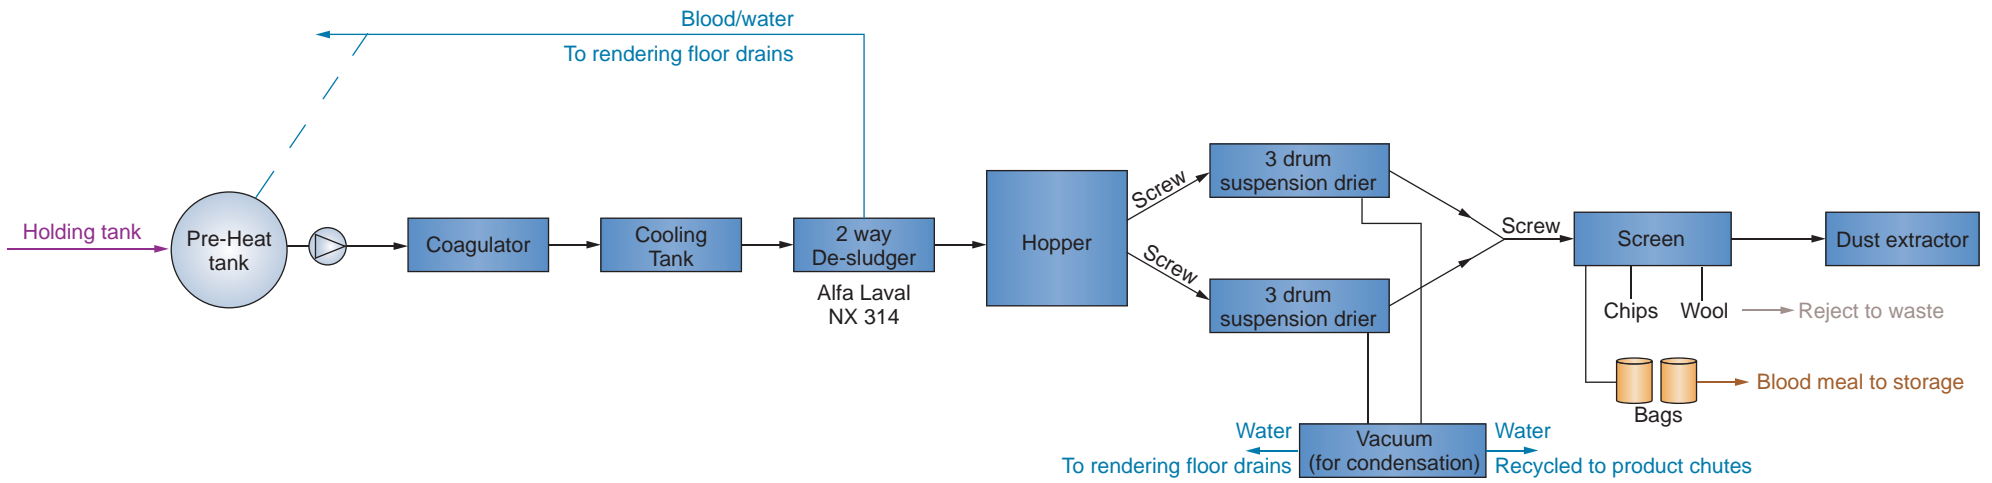 Blood/water
To rendering floor drains
Holding tank
Pre-Heat
tank
Coagulator
Cooling
Tank
2 way
De-sludger
Alfa Laval
NX 314
Hopper
Screw
Screw
3 drum
suspension drier
3 drum
suspension drier
Screw
Screen
Dust extractor
Chips
Wool
Reject to waste
Bags
Blood meal to storage
Water
To rendering floor drains
Vacuum
(for condensation)
Water
Recycled to product chutes